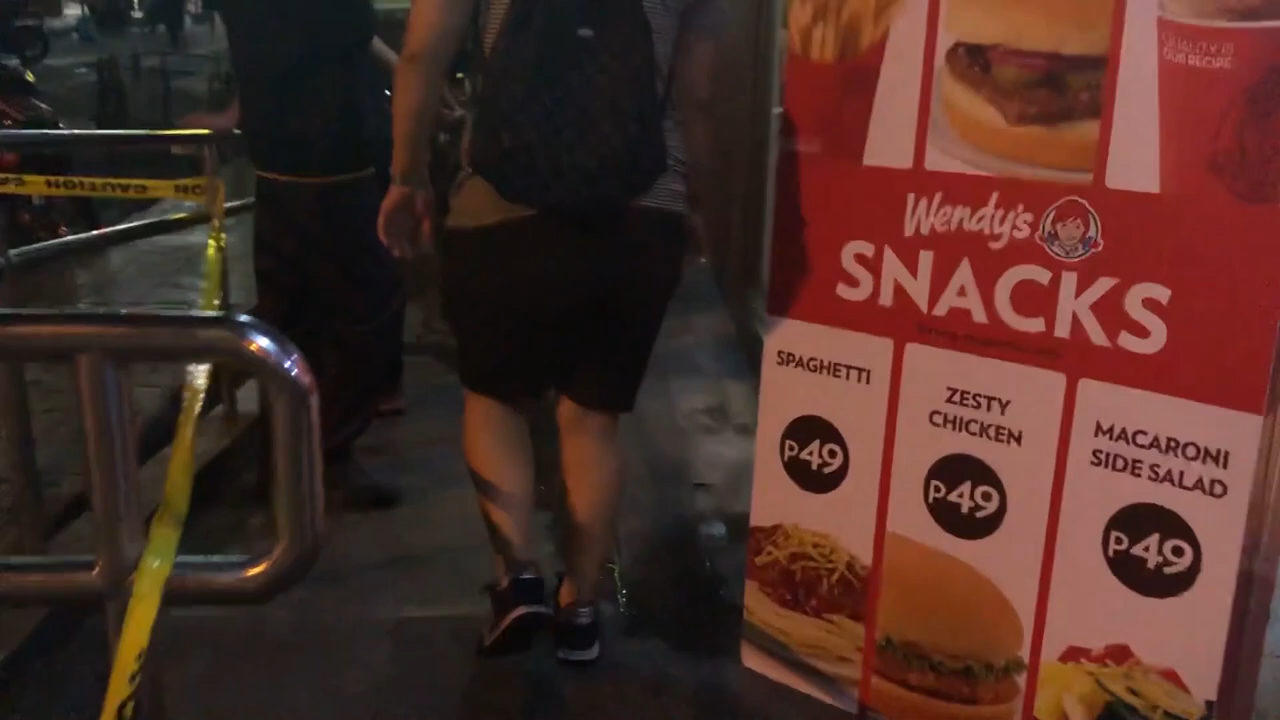 QUALITY IS
OUR RECIPE
Wendy's
SNACKS
SPAGHETTI
P49
ZESTY
CHICKEN
P49
MACARONI
SIDE SALAD
P49
CAUTION